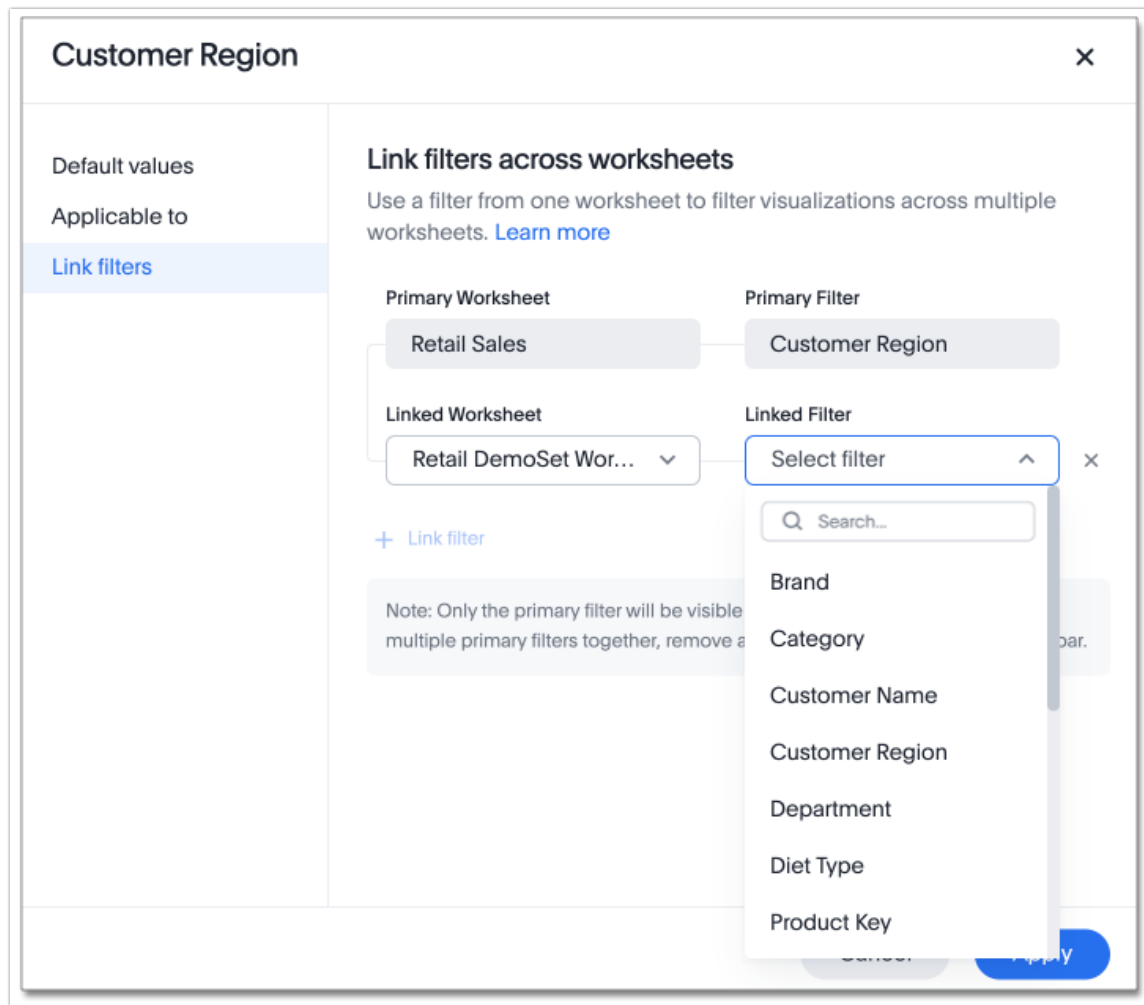 Customer Region
Default values
Applicable to
Link filters
Link filters across worksheets
Use a filter from one worksheet to filter visualizations across multiple
worksheets. Learn more
Primary Worksheet
Primary Filter
Retail Sales
Customer Region
Linked Worksheet
Linked Filter
Retail DemoSet Wor...
Select filter
Search...
+ Link filter
Note: Only the primary filter will be visible
multiple primary filters together, remove
Brand
Category
Customer Name
Customer Region
Department
Diet Type
Product Key